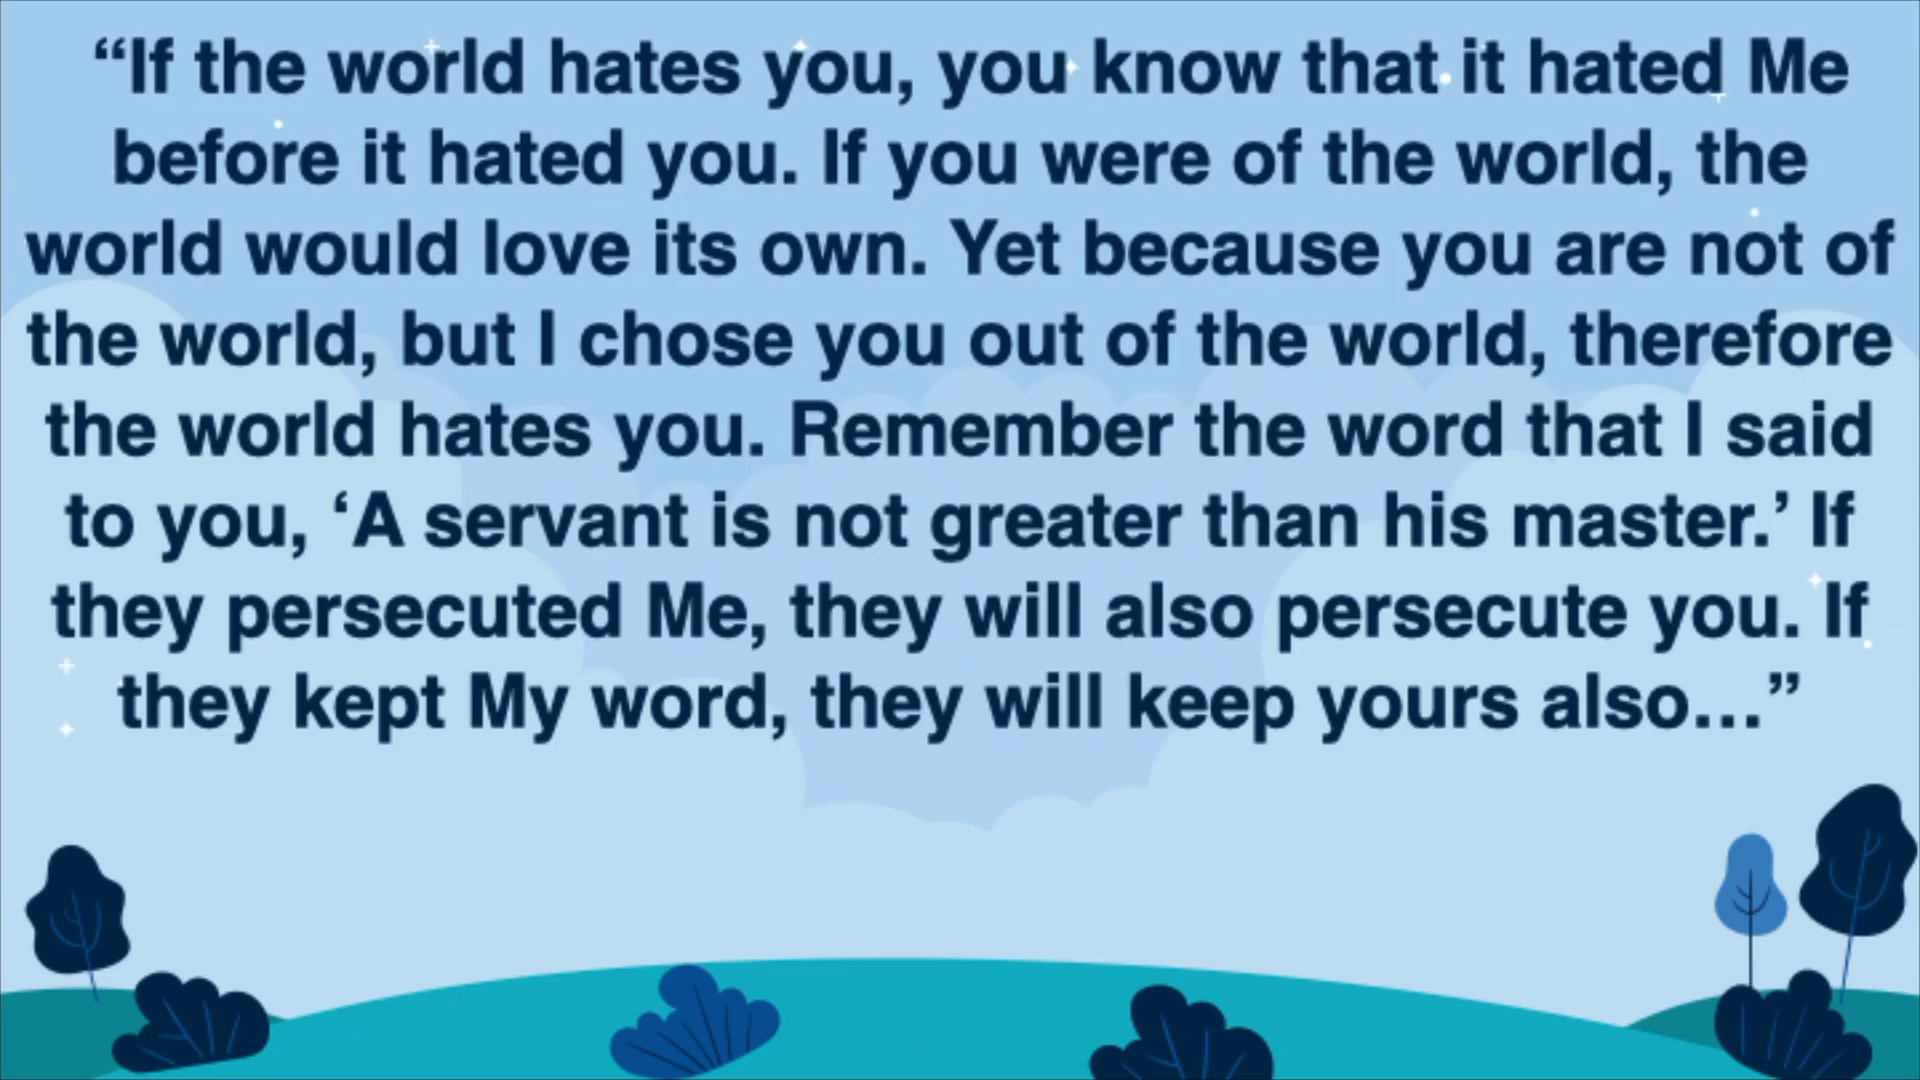 “If the world hates you, you know that it hated Me
before it hated you. If you were of the world, the
world would love its own. Yet because you are not of
the world, but I chose you out of the world, therefore
the world hates you. Remember the word that I said
to you, ‘A servant is not greater than his master.’ If
they persecuted Me, they will also persecute you. If
they kept My word, they will keep yours also...”